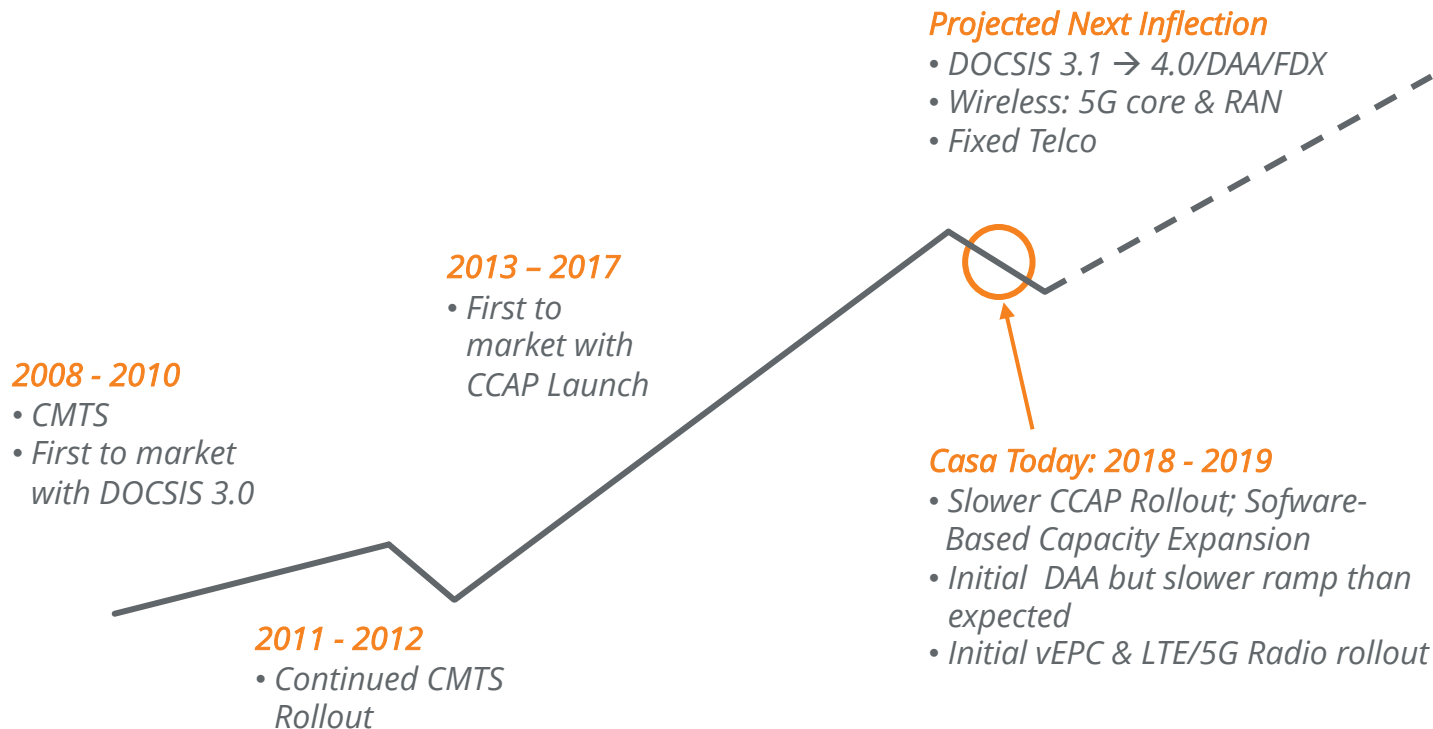 Projected Next Inflection
• DOCSIS 3.1 → 4.0/DAA/FDX
• Wireless: 5G core & RAN
• Fixed Telco
2013 – 2017
• First to
market with
CCAP Launch
2008 - 2010
• CMTS
• First to market
with DOCSIS 3.0
Casa Today: 2018 - 2019
• Slower CCAP Rollout; Sofware-
Based Capacity Expansion
• Initial DAA but slower ramp than
expected
• Initial vEPC & LTE/5G Radio rollout
2011 - 2012
• Continued CMTS
Rollout